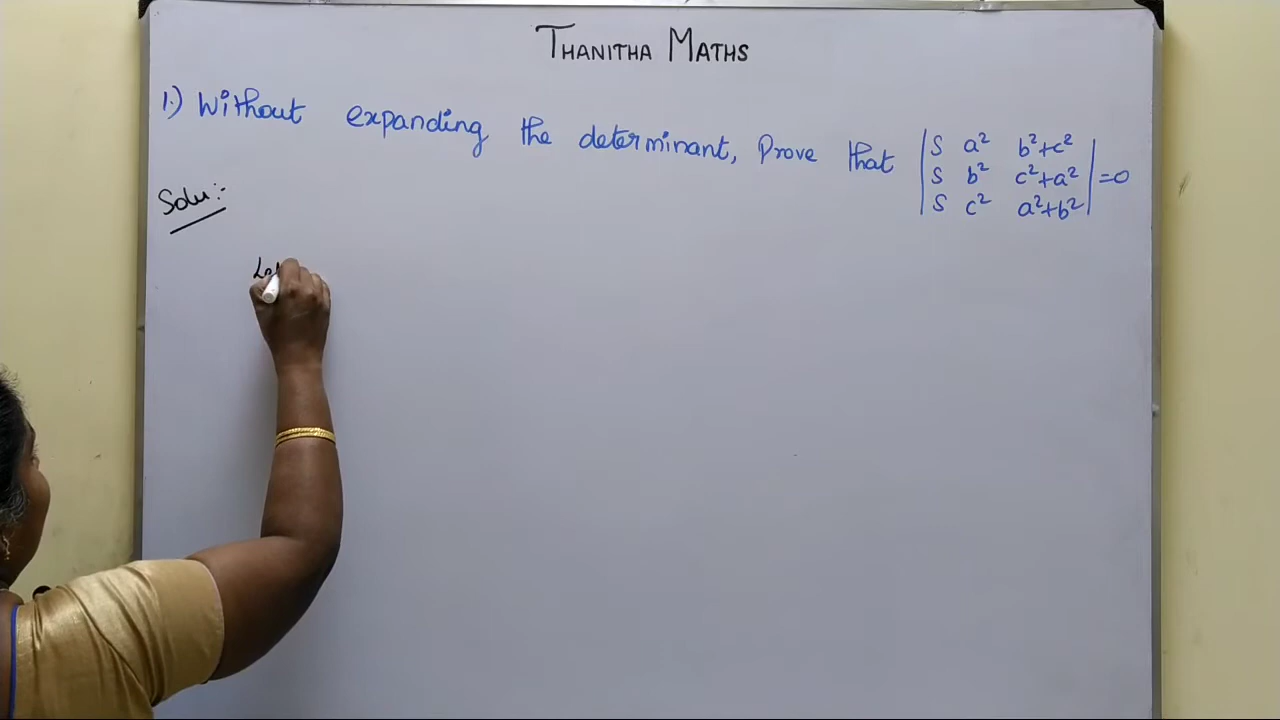 THANITHA MATHS
1.) Without expanding the determinant, Prove that | S a² b²+c² |
| S b² c²+a² | =0
| S c² a²+b² |
Solu:-
Let